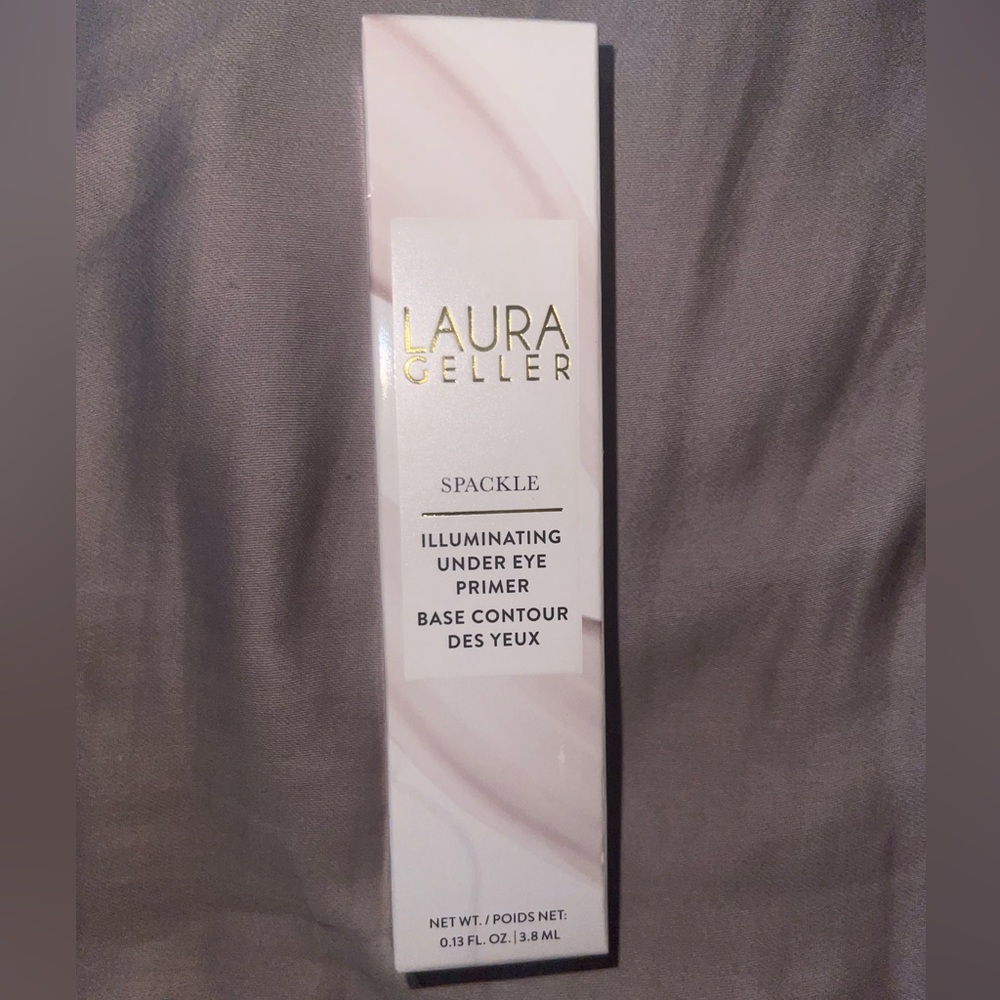 LAURA
GELLER
SPACKLE
ILLUMINATING
UNDER EYE
PRIMER
BASE CONTOUR
DES YEUX
NET WT. / POIDS NET:
0.13 FL. OZ. | 3.8 ML